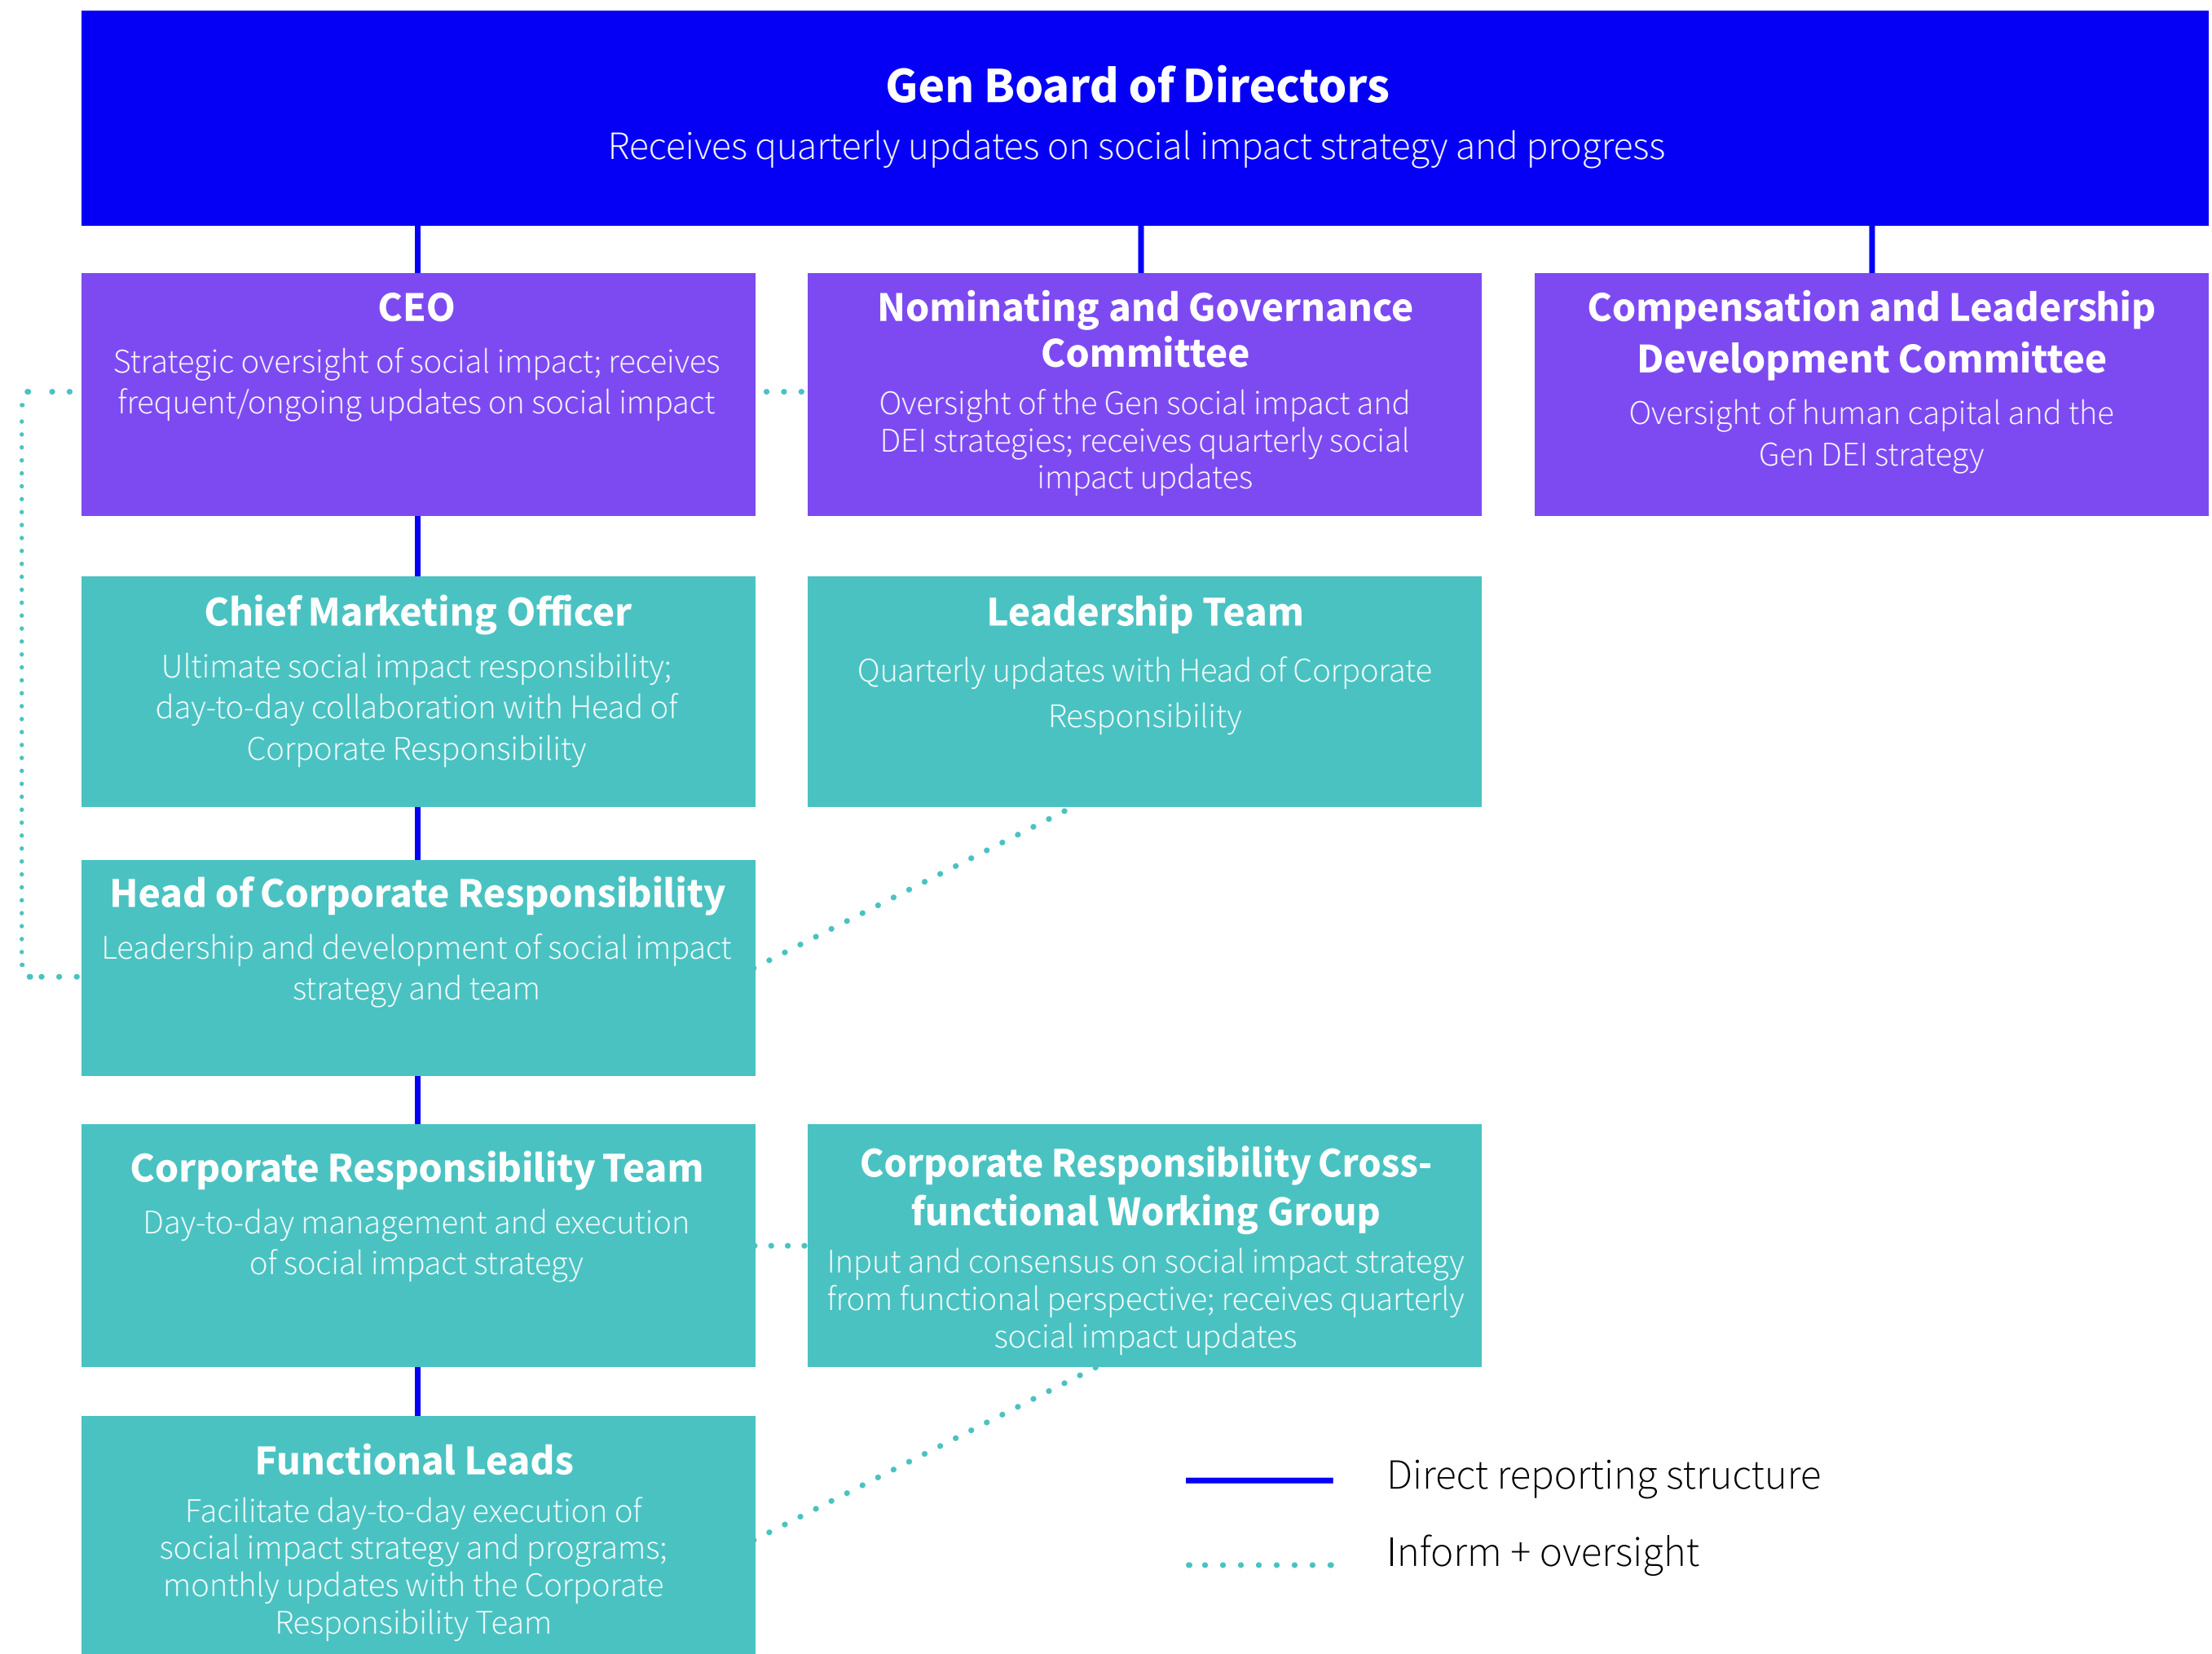 Gen Board of Directors
Receives quarterly updates on social impact strategy and progress
CEO
Strategic oversight of social impact; receives
frequent/ongoing updates on social impact
Nominating and Governance
Committee
Oversight of the Gen social impact and
DEI strategies; receives quarterly social
impact updates
Compensation and Leadership
Development Committee
Oversight of human capital and the
Gen DEI strategy
Chief Marketing Officer
Ultimate social impact responsibility;
day-to-day collaboration with Head of
Corporate Responsibility
Leadership Team
Quarterly updates with Head of Corporate
Responsibility
Head of Corporate Responsibility
Leadership and development of social impact
strategy and team
Corporate Responsibility Team
Day-to-day management and execution
of social impact strategy
Corporate Responsibility Cross-
functional Working Group
Input and consensus on social impact strategy
from functional perspective; receives quarterly
social impact updates
Functional Leads
Facilitate day-to-day execution of
social impact strategy and programs;
monthly updates with the Corporate
Responsibility Team
Direct reporting structure
Inform + oversight